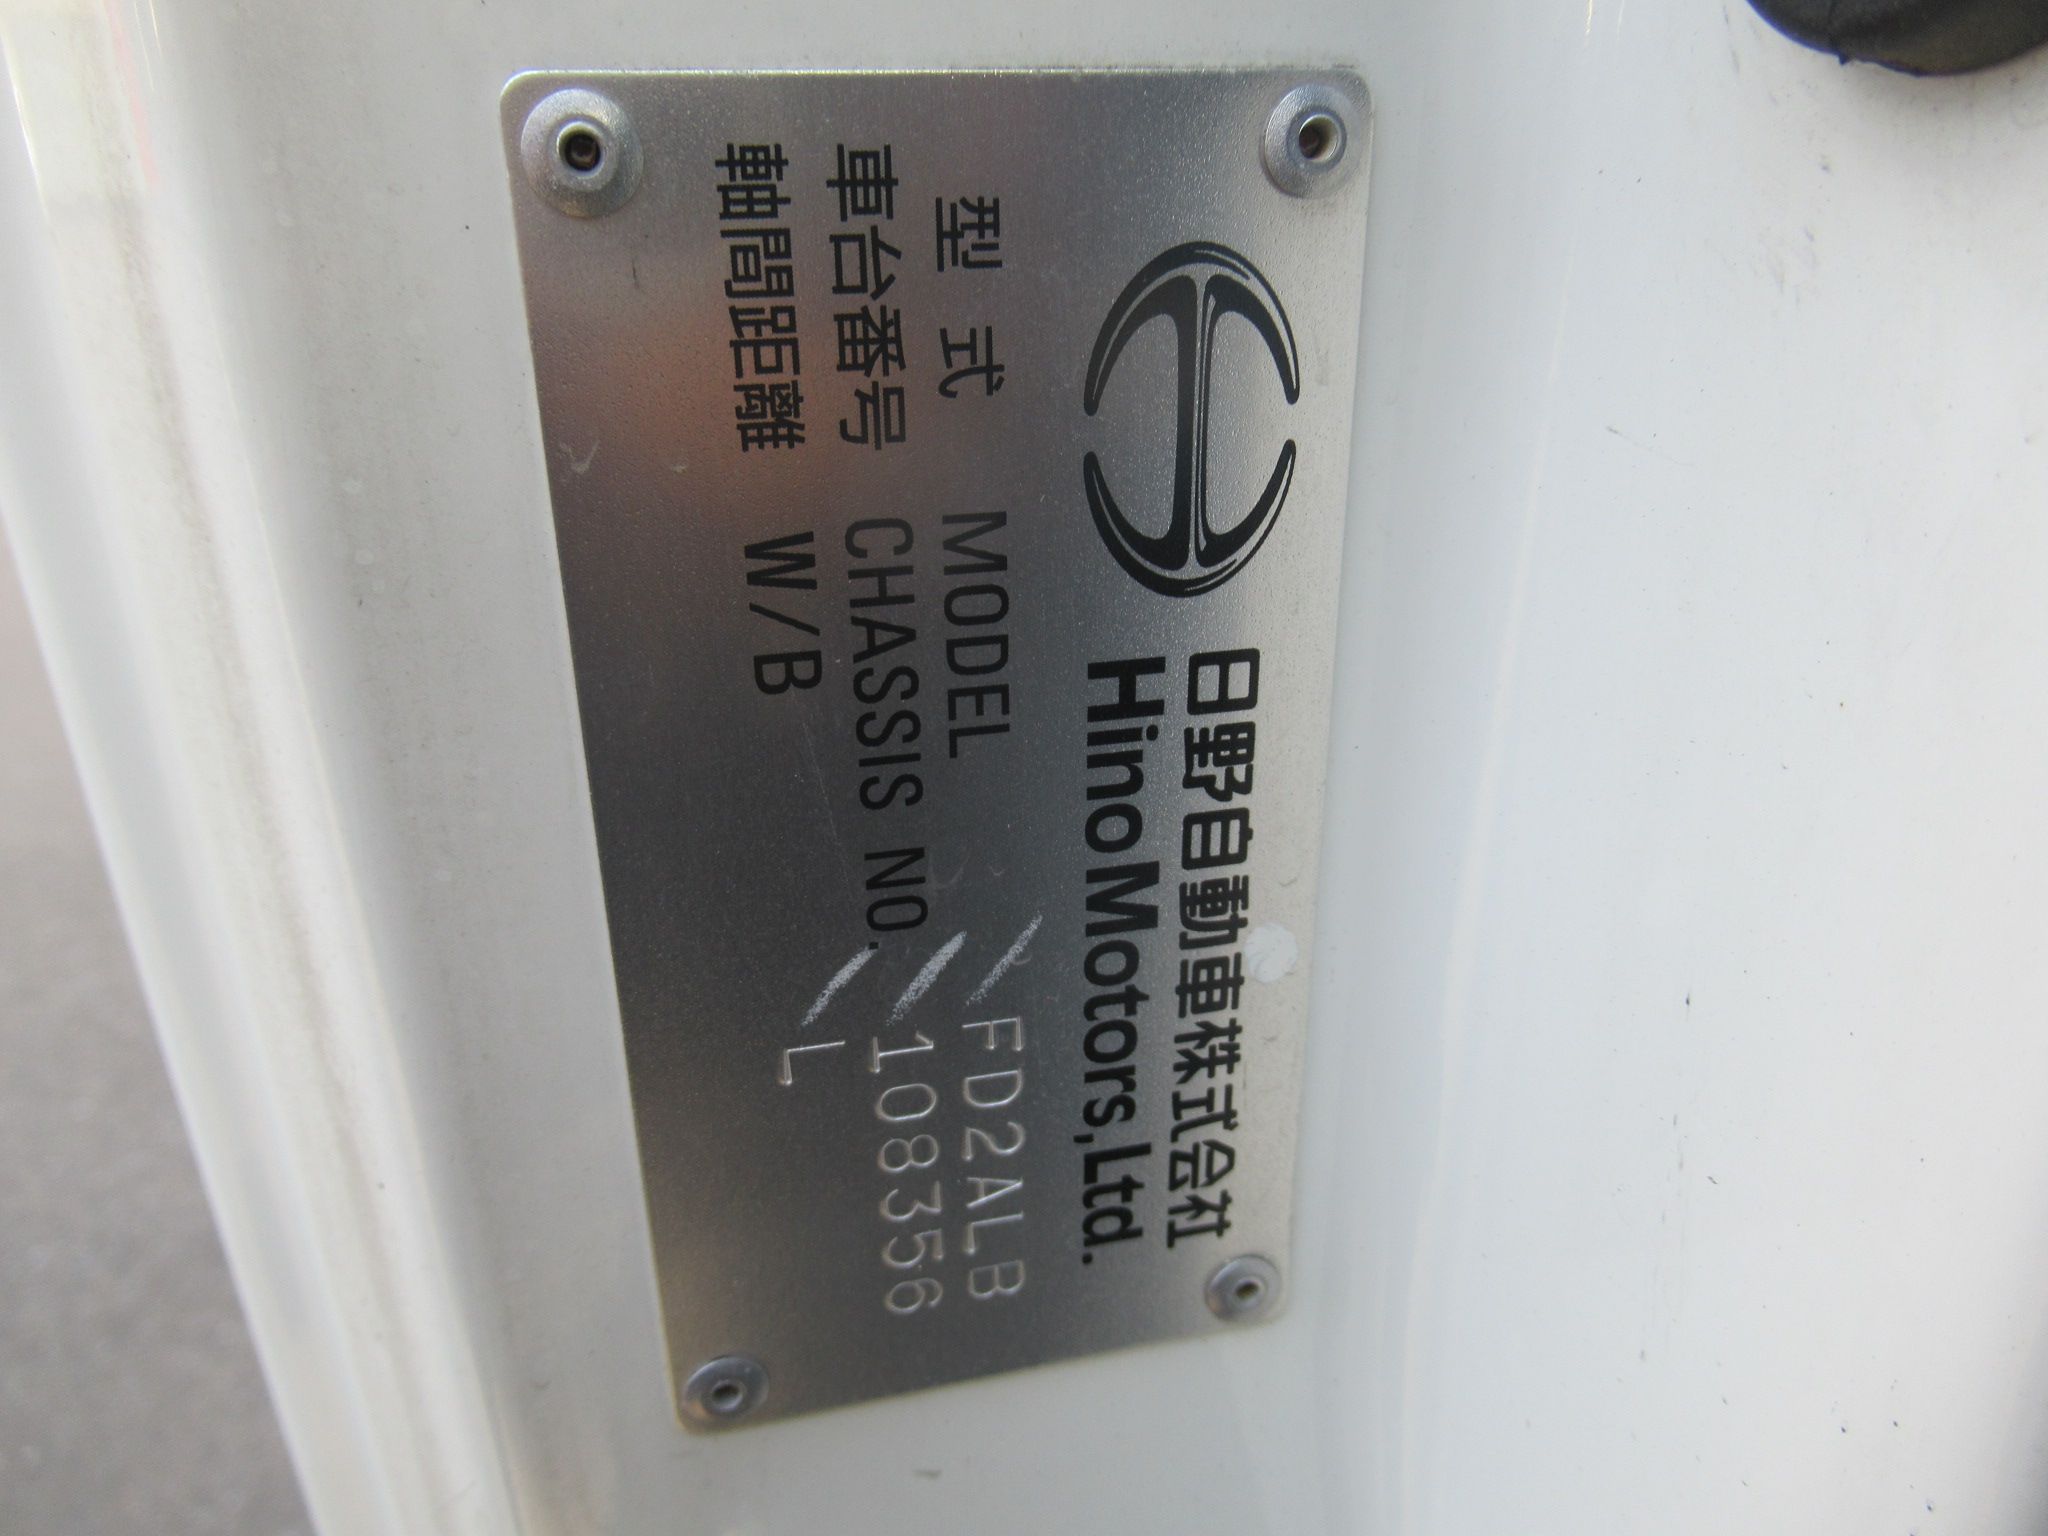 日野自動車株式会社
Hino Motors,Ltd.
型式 MODEL FD2ALB
車台番号 CHASSIS NO. 108356
軸間距離 W/B L